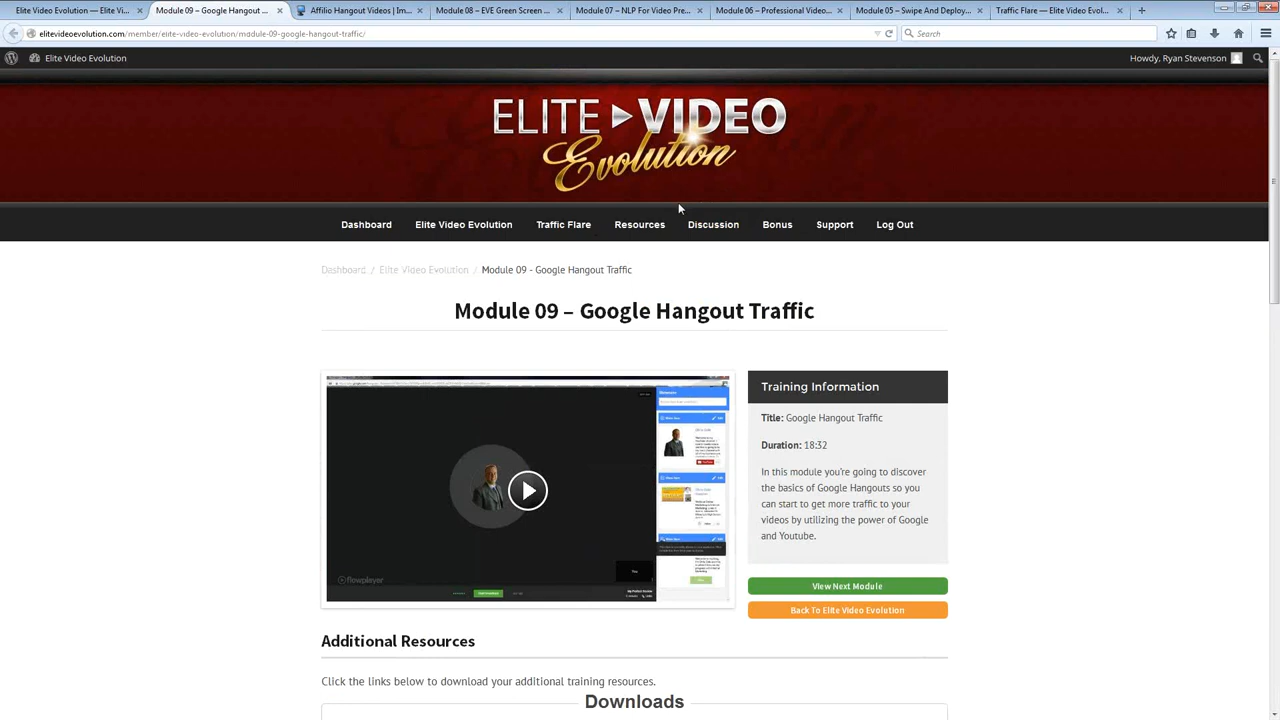 Elite Video Evolution — Elite Vi...
Module 09 – Google Hangout ...
Affilio Hangout Videos | Im...
Module 08 – EVE Green Screen ...
Module 07 – NLP For Video Pre...
Module 06 – Professional Video...
Module 05 – Swipe And Deploy...
Traffic Flare — Elite Video Evol...
elitevideoevolution.com/member/elite-video-evolution/module-09-google-hangout-traffic/
Search
Elite Video Evolution
Howdy, Ryan Stevenson
ELITE VIDEO
Evolution
Dashboard
Elite Video Evolution
Traffic Flare
Resources
Discussion
Bonus
Support
Log Out
Dashboard / Elite Video Evolution / Module 09 - Google Hangout Traffic
Module 09 – Google Hangout Traffic
flowplayer
Training Information
Title: Google Hangout Traffic
Duration: 18:32
In this module you're going to discover
the basics of Google Hangouts so you
can start to get more traffic to your
videos by utilizing the power of Google
and Youtube.
View Next Module
Back To Elite Video Evolution
Additional Resources
Click the links below to download your additional training resources.
Downloads